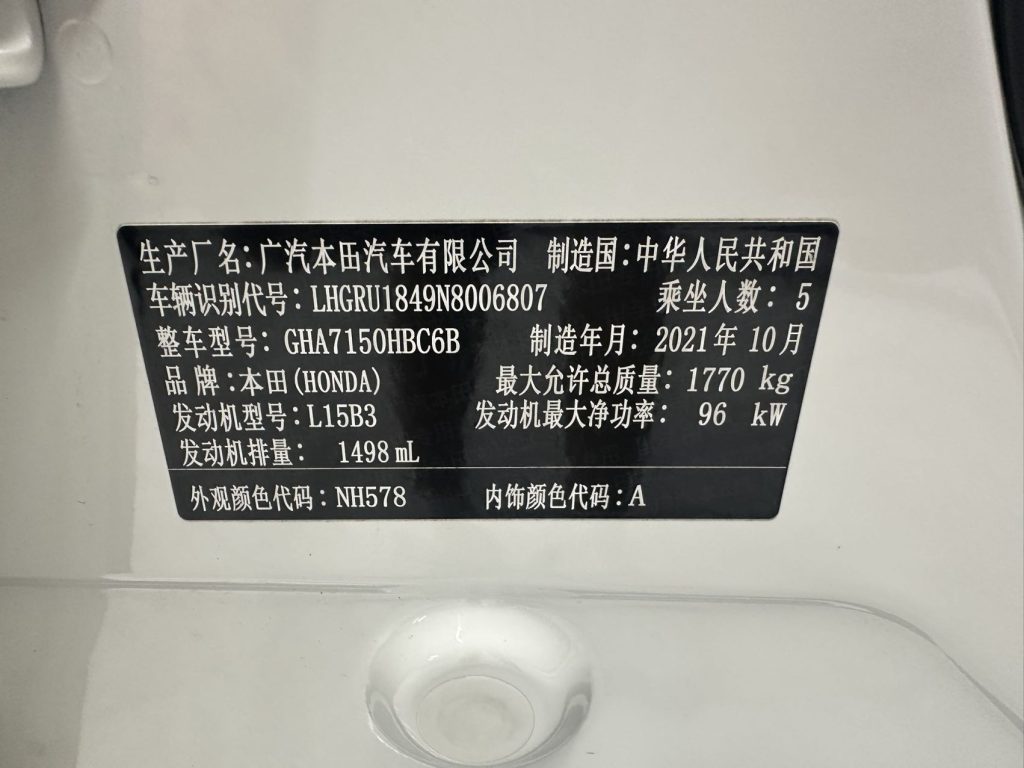 生产厂名：广汽本田汽车有限公司 制造国：中华人民共和国
车辆识别代号：LHGRU1849N8006807 乘坐人数：5
整车型号：GHA7150HBC6B 制造年月：2021年10月
品牌：本田(HONDA) 最大允许总质量：1770 kg
发动机型号：L15B3 发动机最大净功率：96 kW
发动机排量：1498 mL
外观颜色代码：NH578 内饰颜色代码：A